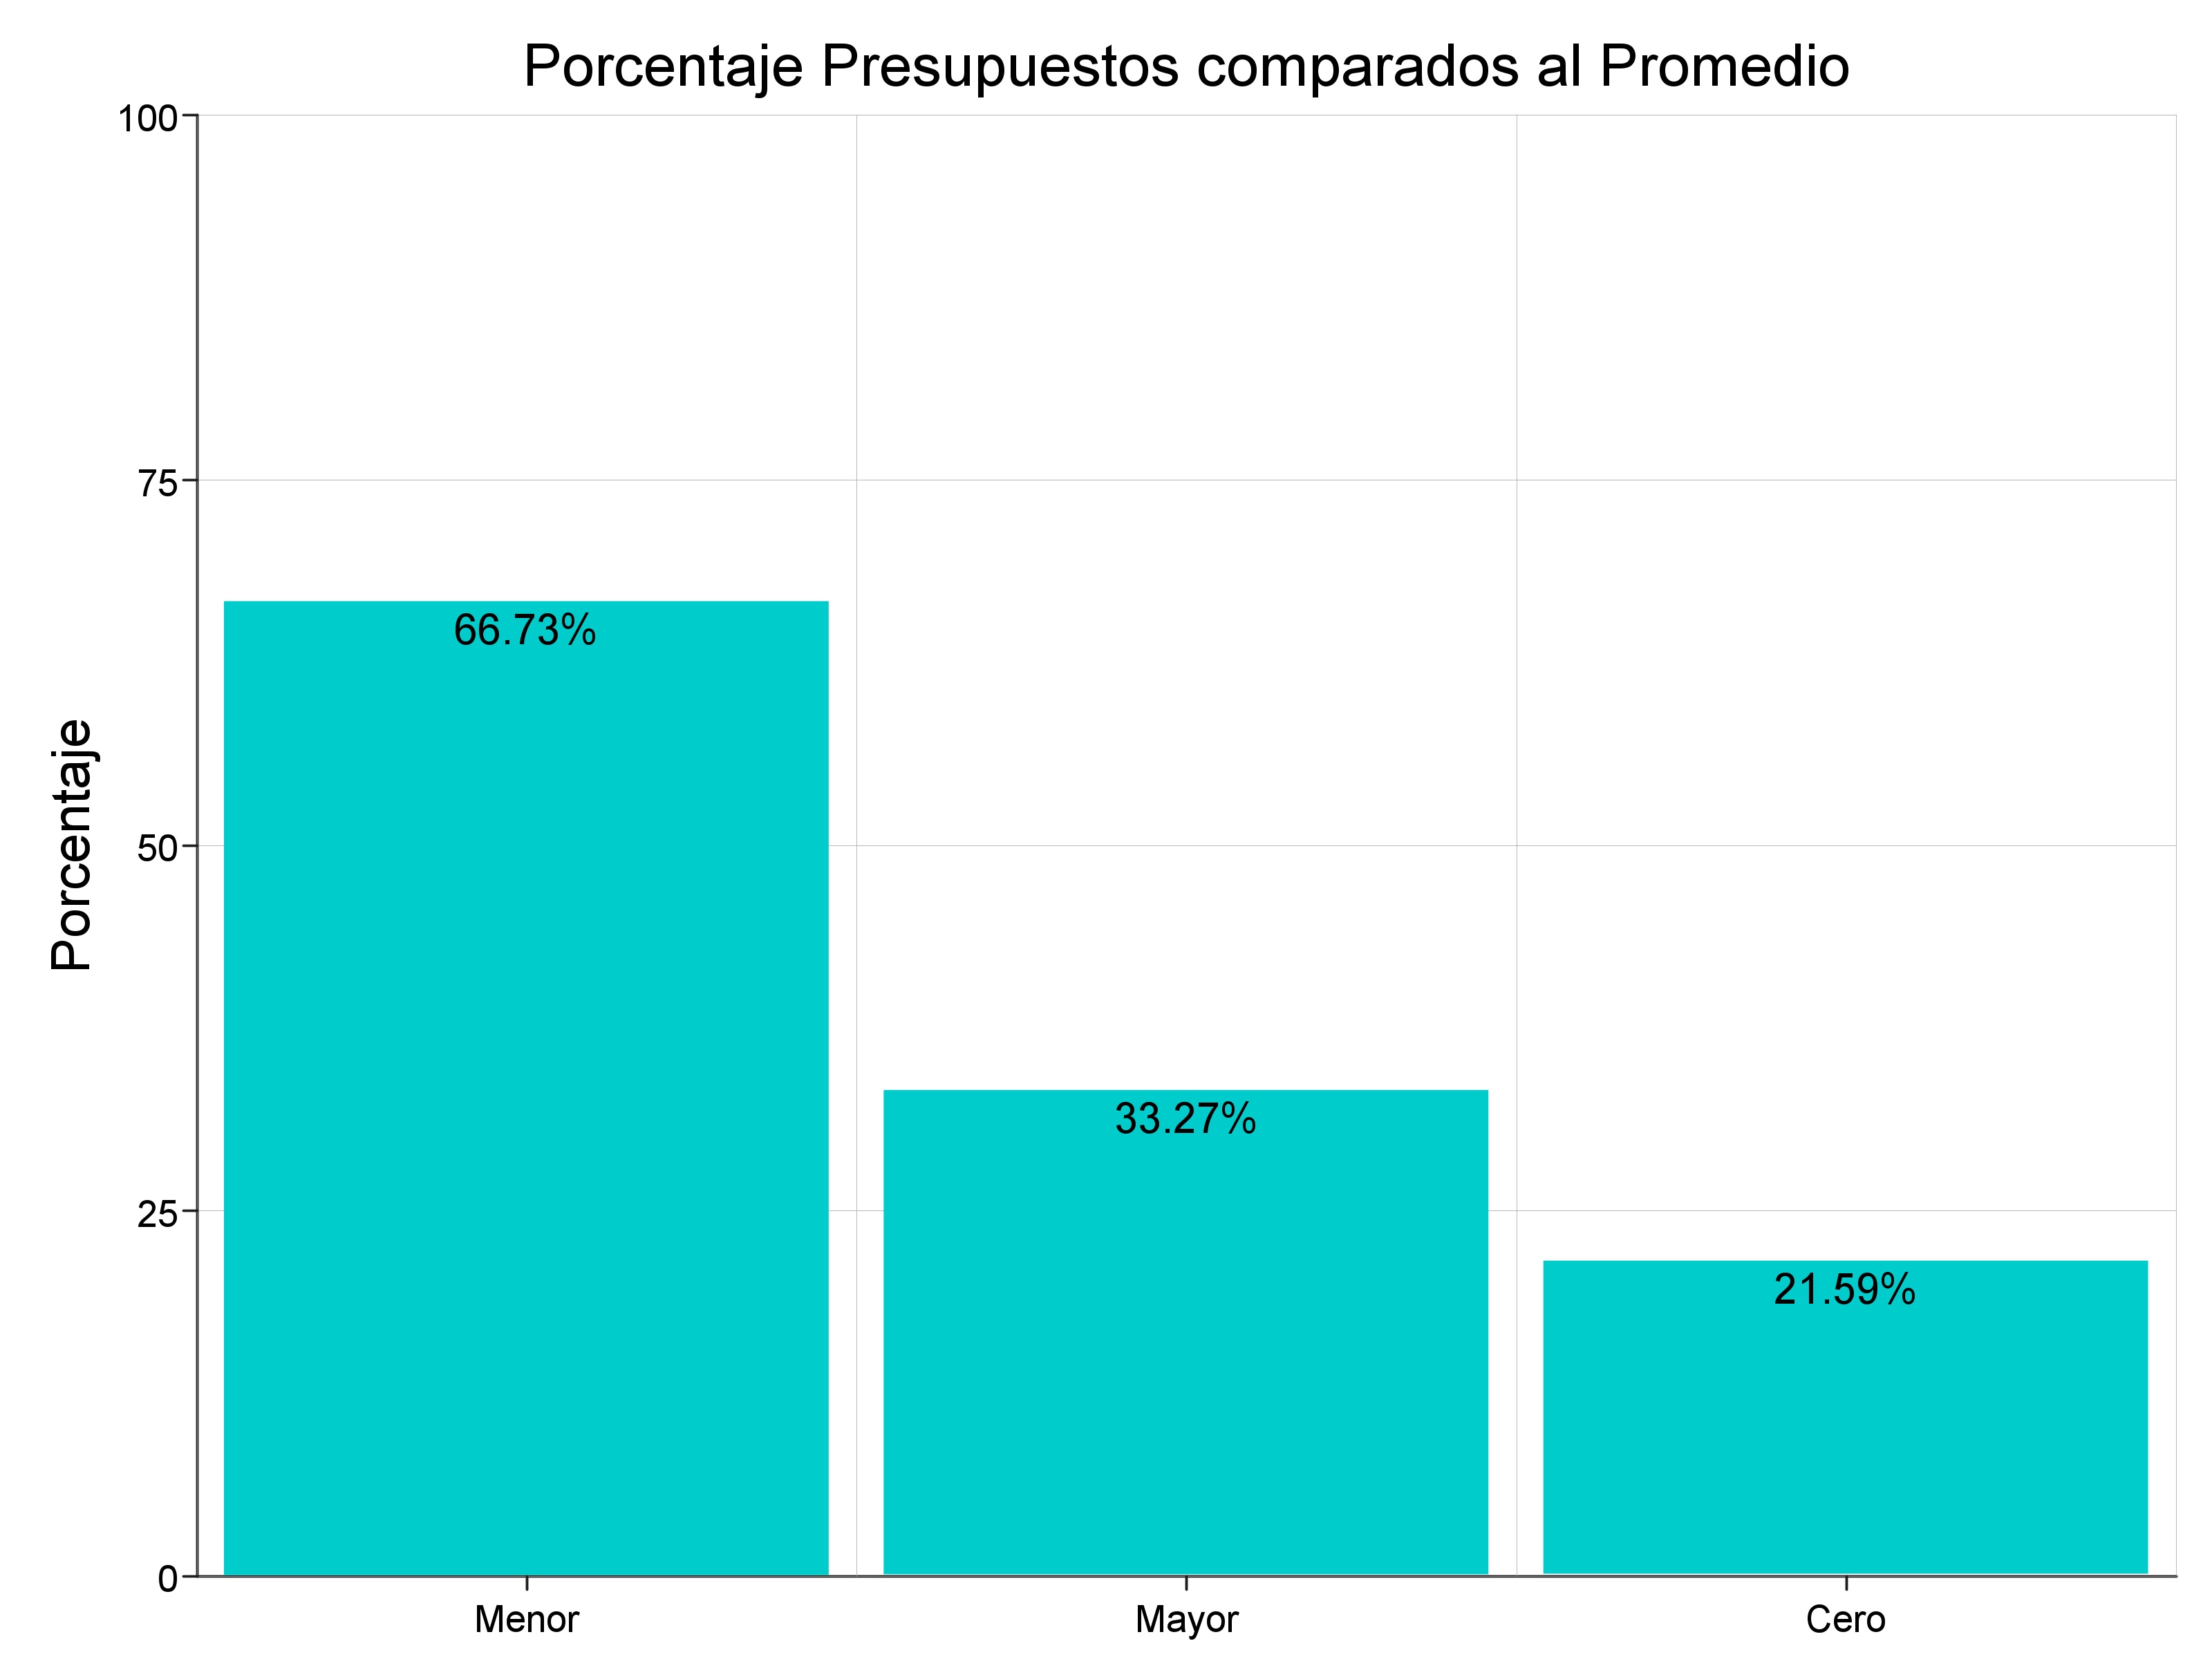 Porcentaje Presupuestos comparados al Promedio
100
75
50
25
0
Porcentaje
66.73%
33.27%
21.59%
Menor
Mayor
Cero